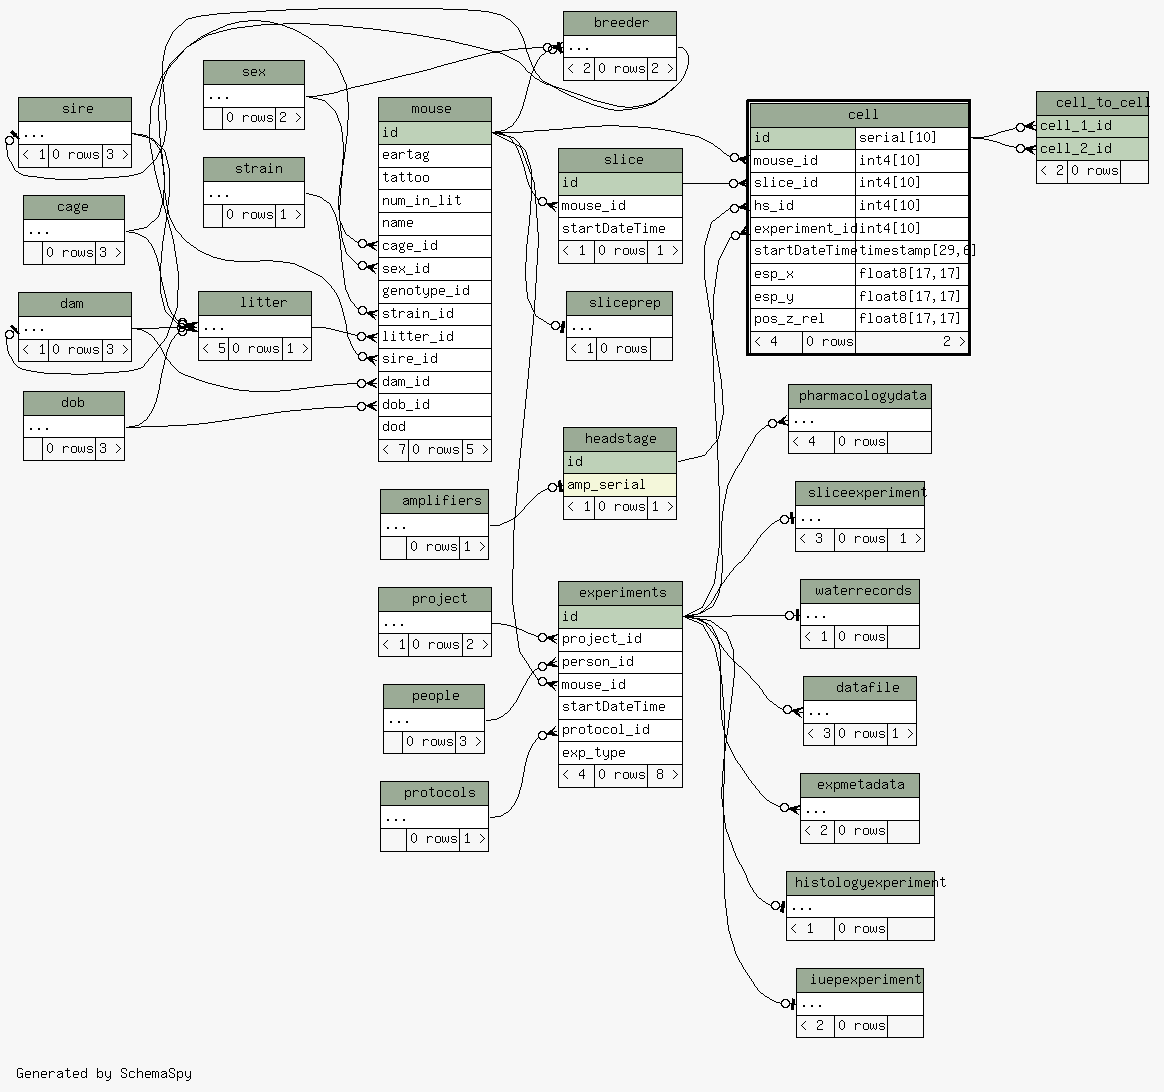 breeder
...
< 2 0 rows 2 >
sex
...
0 rows 2 >
sire
...
< 1 0 rows 3 >
strain
...
0 rows 1 >
cage
...
0 rows 3 >
dam
...
< 1 0 rows 3 >
litter
...
< 5 0 rows 1 >
dob
...
0 rows 3 >
mouse
id
eartag
tattoo
num_in_lit
name
cage_id
sex_id
genotype_id
strain_id
litter_id
sire_id
dam_id
dob_id
dod
< 7 0 rows 5 >
slice
id
mouse_id
startDateTime
< 1 0 rows 1 >
sliceprep
...
< 1 0 rows
cell
id serial[10]
mouse_id int4[10]
slice_id int4[10]
hs_id int4[10]
experiment_id int4[10]
startDateTime timestamp[29,6]
esp_x float8[17,17]
esp_y float8[17,17]
pos_z_rel float8[17,17]
< 4 0 rows 2 >
cell_to_cell
cell_1_id
cell_2_id
< 2 0 rows
headstage
id
amp_serial
< 1 0 rows 1 >
amplifiers
...
0 rows 1 >
project
...
< 1 0 rows 2 >
people
...
0 rows 3 >
protocols
...
0 rows 1 >
experiments
id
project_id
person_id
mouse_id
startDateTime
protocol_id
exp_type
< 4 0 rows 8 >
pharmacologydata
...
< 4 0 rows
sliceexperiment
...
< 3 0 rows 1 >
waterrecords
...
< 1 0 rows
datafile
...
< 3 0 rows 1 >
expmetadata
...
< 2 0 rows
histologyexperiment
...
< 1 0 rows
iuepexperiment
...
< 2 0 rows
Generated by SchemaSpy